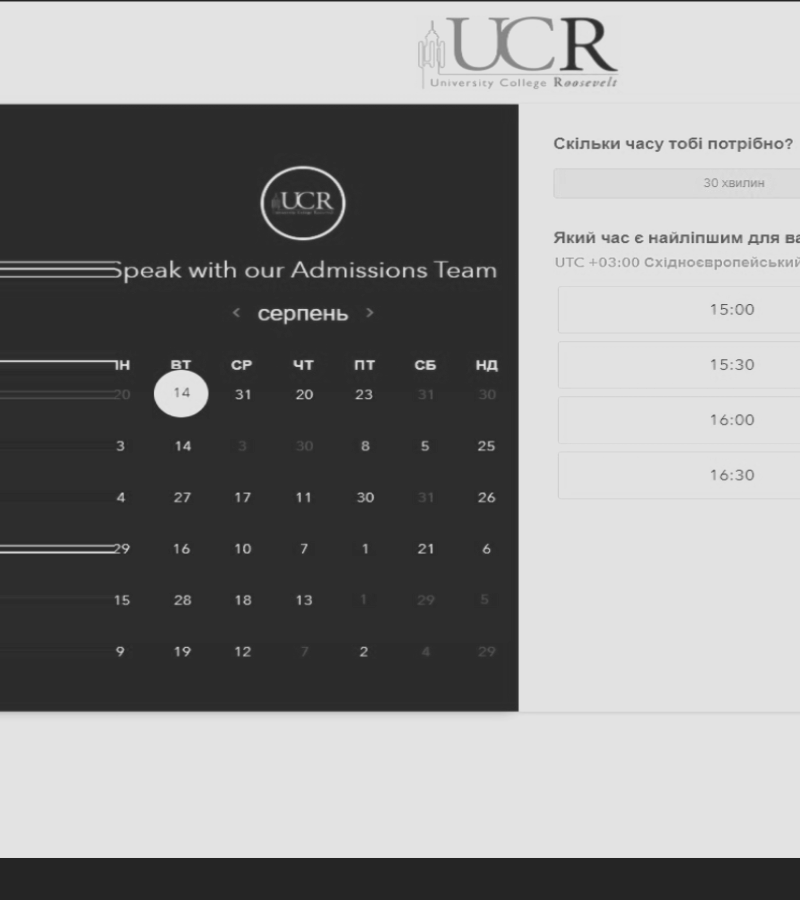 UCR
University College Roosevelt
UCR
Speak with our Admissions Team
< серпень >
ПН ВТ СР ЧТ ПТ СБ НД
20 14 31 20 23 31 30
3 14 3 30 8 5 25
4 27 17 11 30 31 26
29 16 10 7 1 21 6
15 28 18 13 1 29 5
9 19 12 7 2 4 29
Скільки часу тобі потрібно?
30 хвилин
Який час є найліпшим для ва
UTC +03:00 Східноєвропейський
15:00
15:30
16:00
16:30